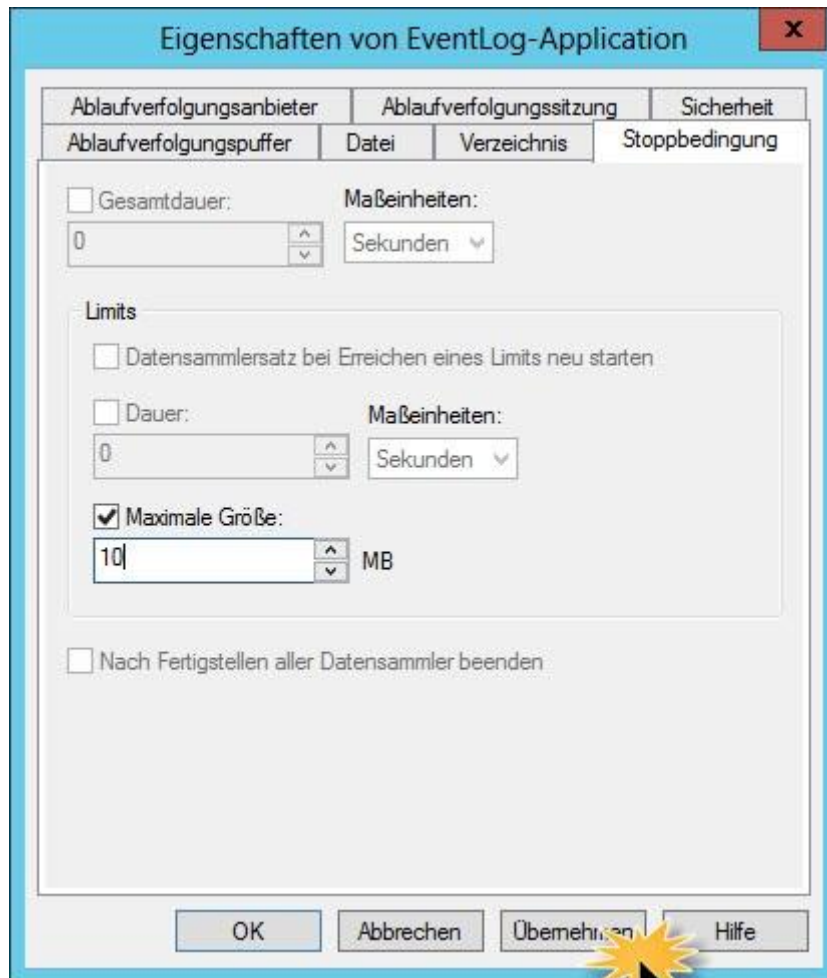 Eigenschaften von EventLog-Application
x
Ablaufverfolgungsanbieter Ablaufverfolgungssitzung Sicherheit
Ablaufverfolgungspuffer Datei Verzeichnis Stoppbedingung
Gesamtdauer: Maßeinheiten:
0 Sekunden
Limits
Datensammlersatz bei Erreichen eines Limits neu starten
Dauer: Maßeinheiten:
0 Sekunden
Maximale Größe:
10 MB
Nach Fertigstellen aller Datensammler beenden
OK Abbrechen Übernehmen Hilfe